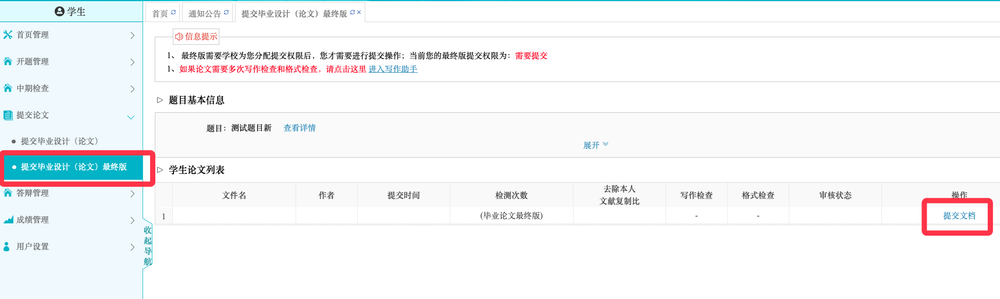 学生
首页
通知公告
提交毕业设计（论文）最终版
首页管理
开题管理
中期检查
提交论文
提交毕业设计（论文）
提交毕业设计（论文）最终版
答辩管理
成绩管理
用户设置
收起导航
信息提示
1、 最终版需要学校为您分配提交权限后，您才需要进行提交操作；当前您的最终版提交权限为：需要提交
1、如果论文需要多次写作检查和格式检查，请点击这里 进入写作助手
题目基本信息
题目：测试题目新 查看详情
展开
学生论文列表
文件名 作者 提交时间 检测次数 去除本人文献复制比 写作检查 格式检查 审核状态 操作
1 (毕业论文最终版) - - 提交文档